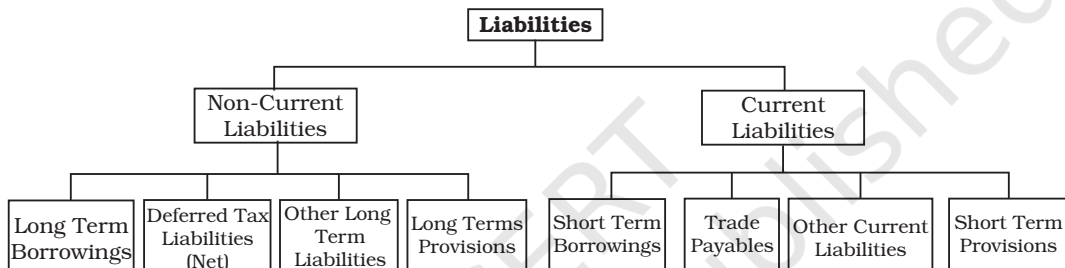 Liabilities
Non-Current
Liabilities
Current
Liabilities
Long Term
Borrowings
Deferred Tax
Liabilities
(Net)
Other Long
Term
Liabilities
Long Terms
Provisions
Short Term
Borrowings
Trade
Payables
Other Current
Liabilities
Short Term
Provisions